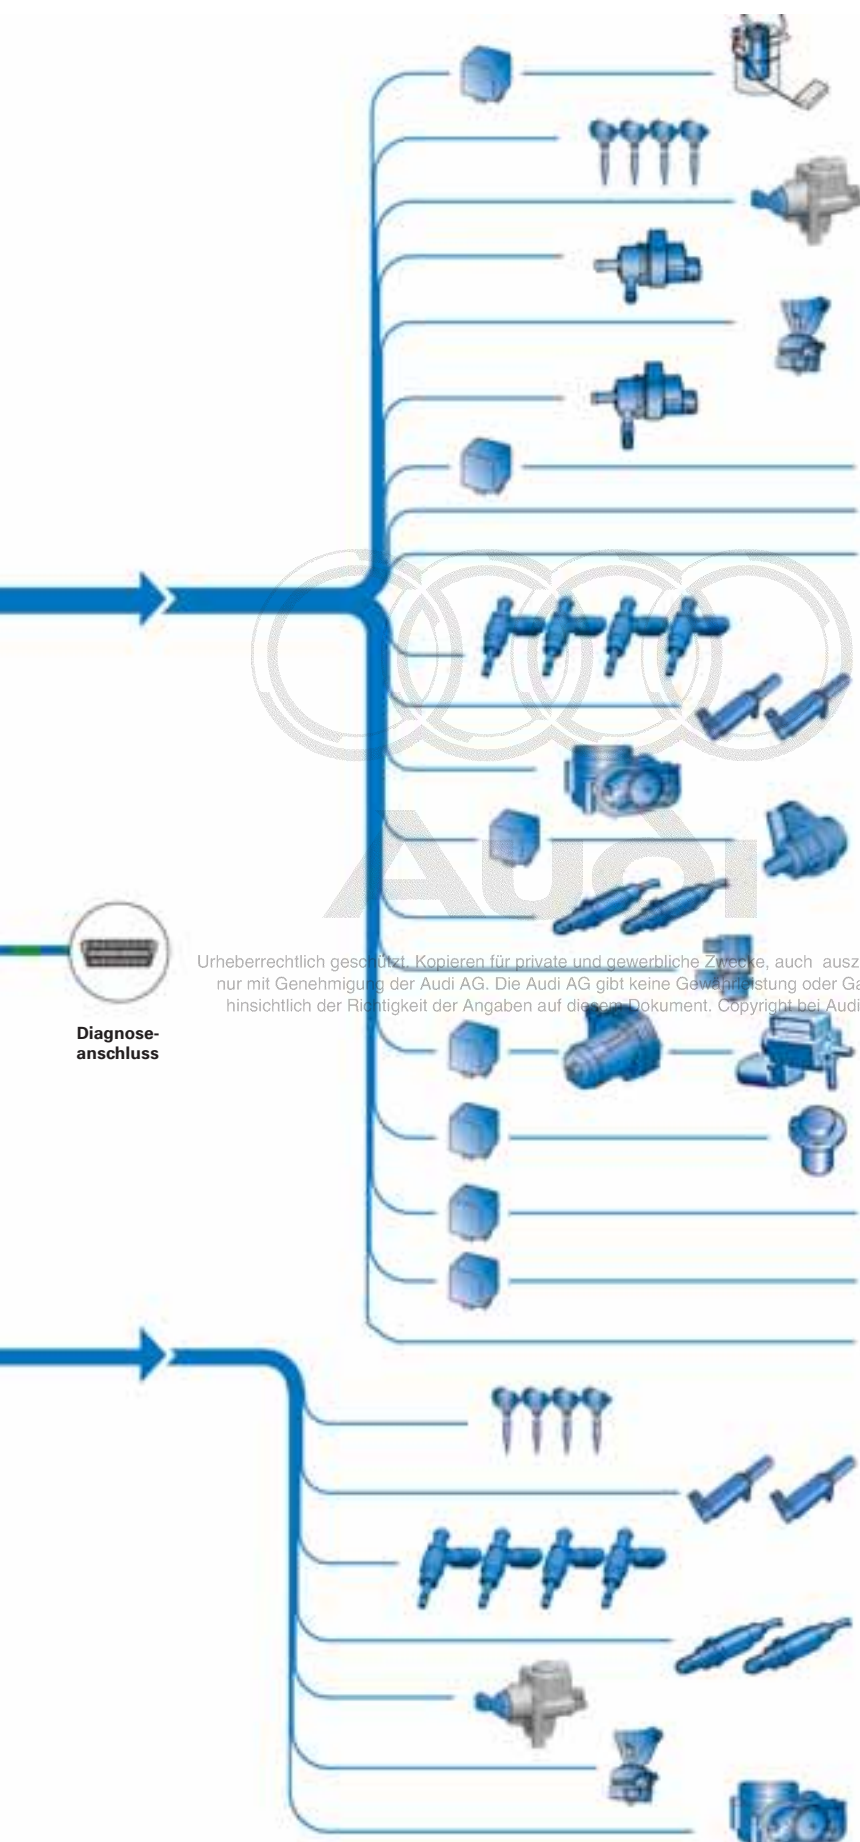 Audi
Urheberrechtlich geschützt. Kopieren für private und gewerbliche Zwecke, auch ausz
nur mit Genehmigung der Audi AG. Die Audi AG gibt keine Gewährleistung oder Ga
hinsichtlich der Richtigkeit der Angaben auf diesem Dokument. Copyright bei Audi
Diagnose-
anschluss